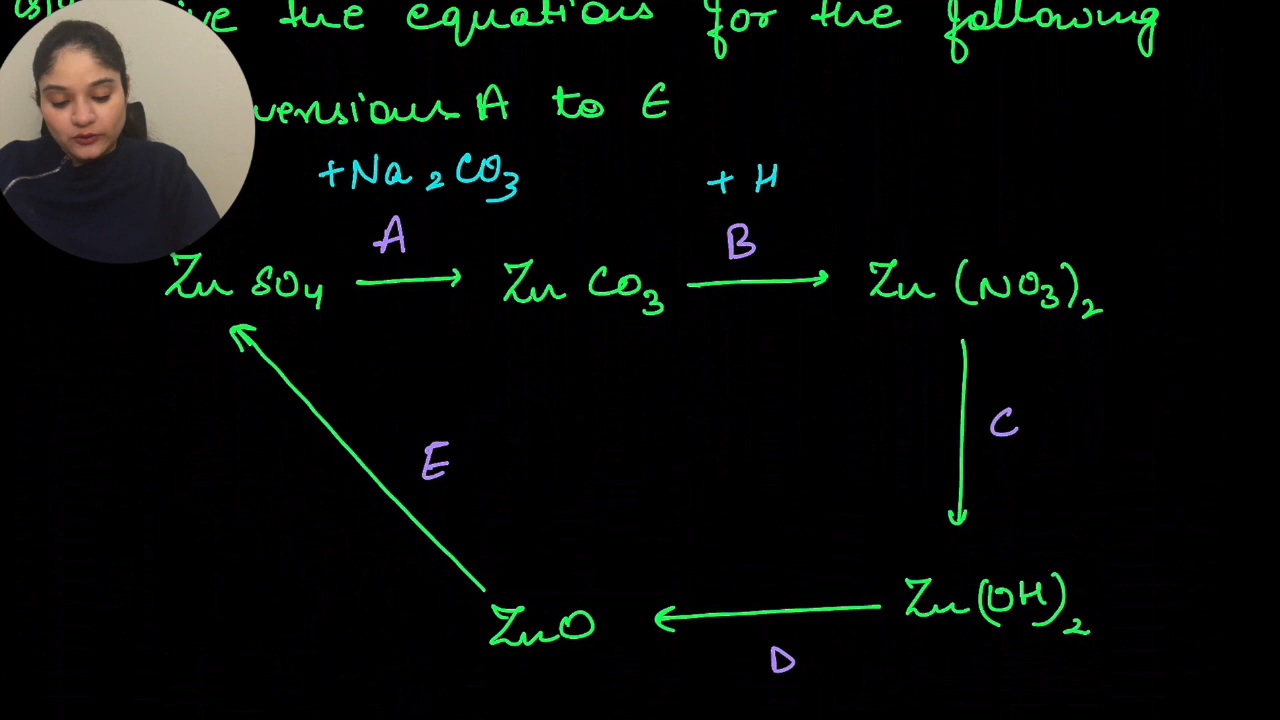 the equations for the following
A to E
+Na2CO3 + H
A B
ZnSO4 ZnCO3 Zn(NO3)2
C
E
ZnO Zn(OH)2
D